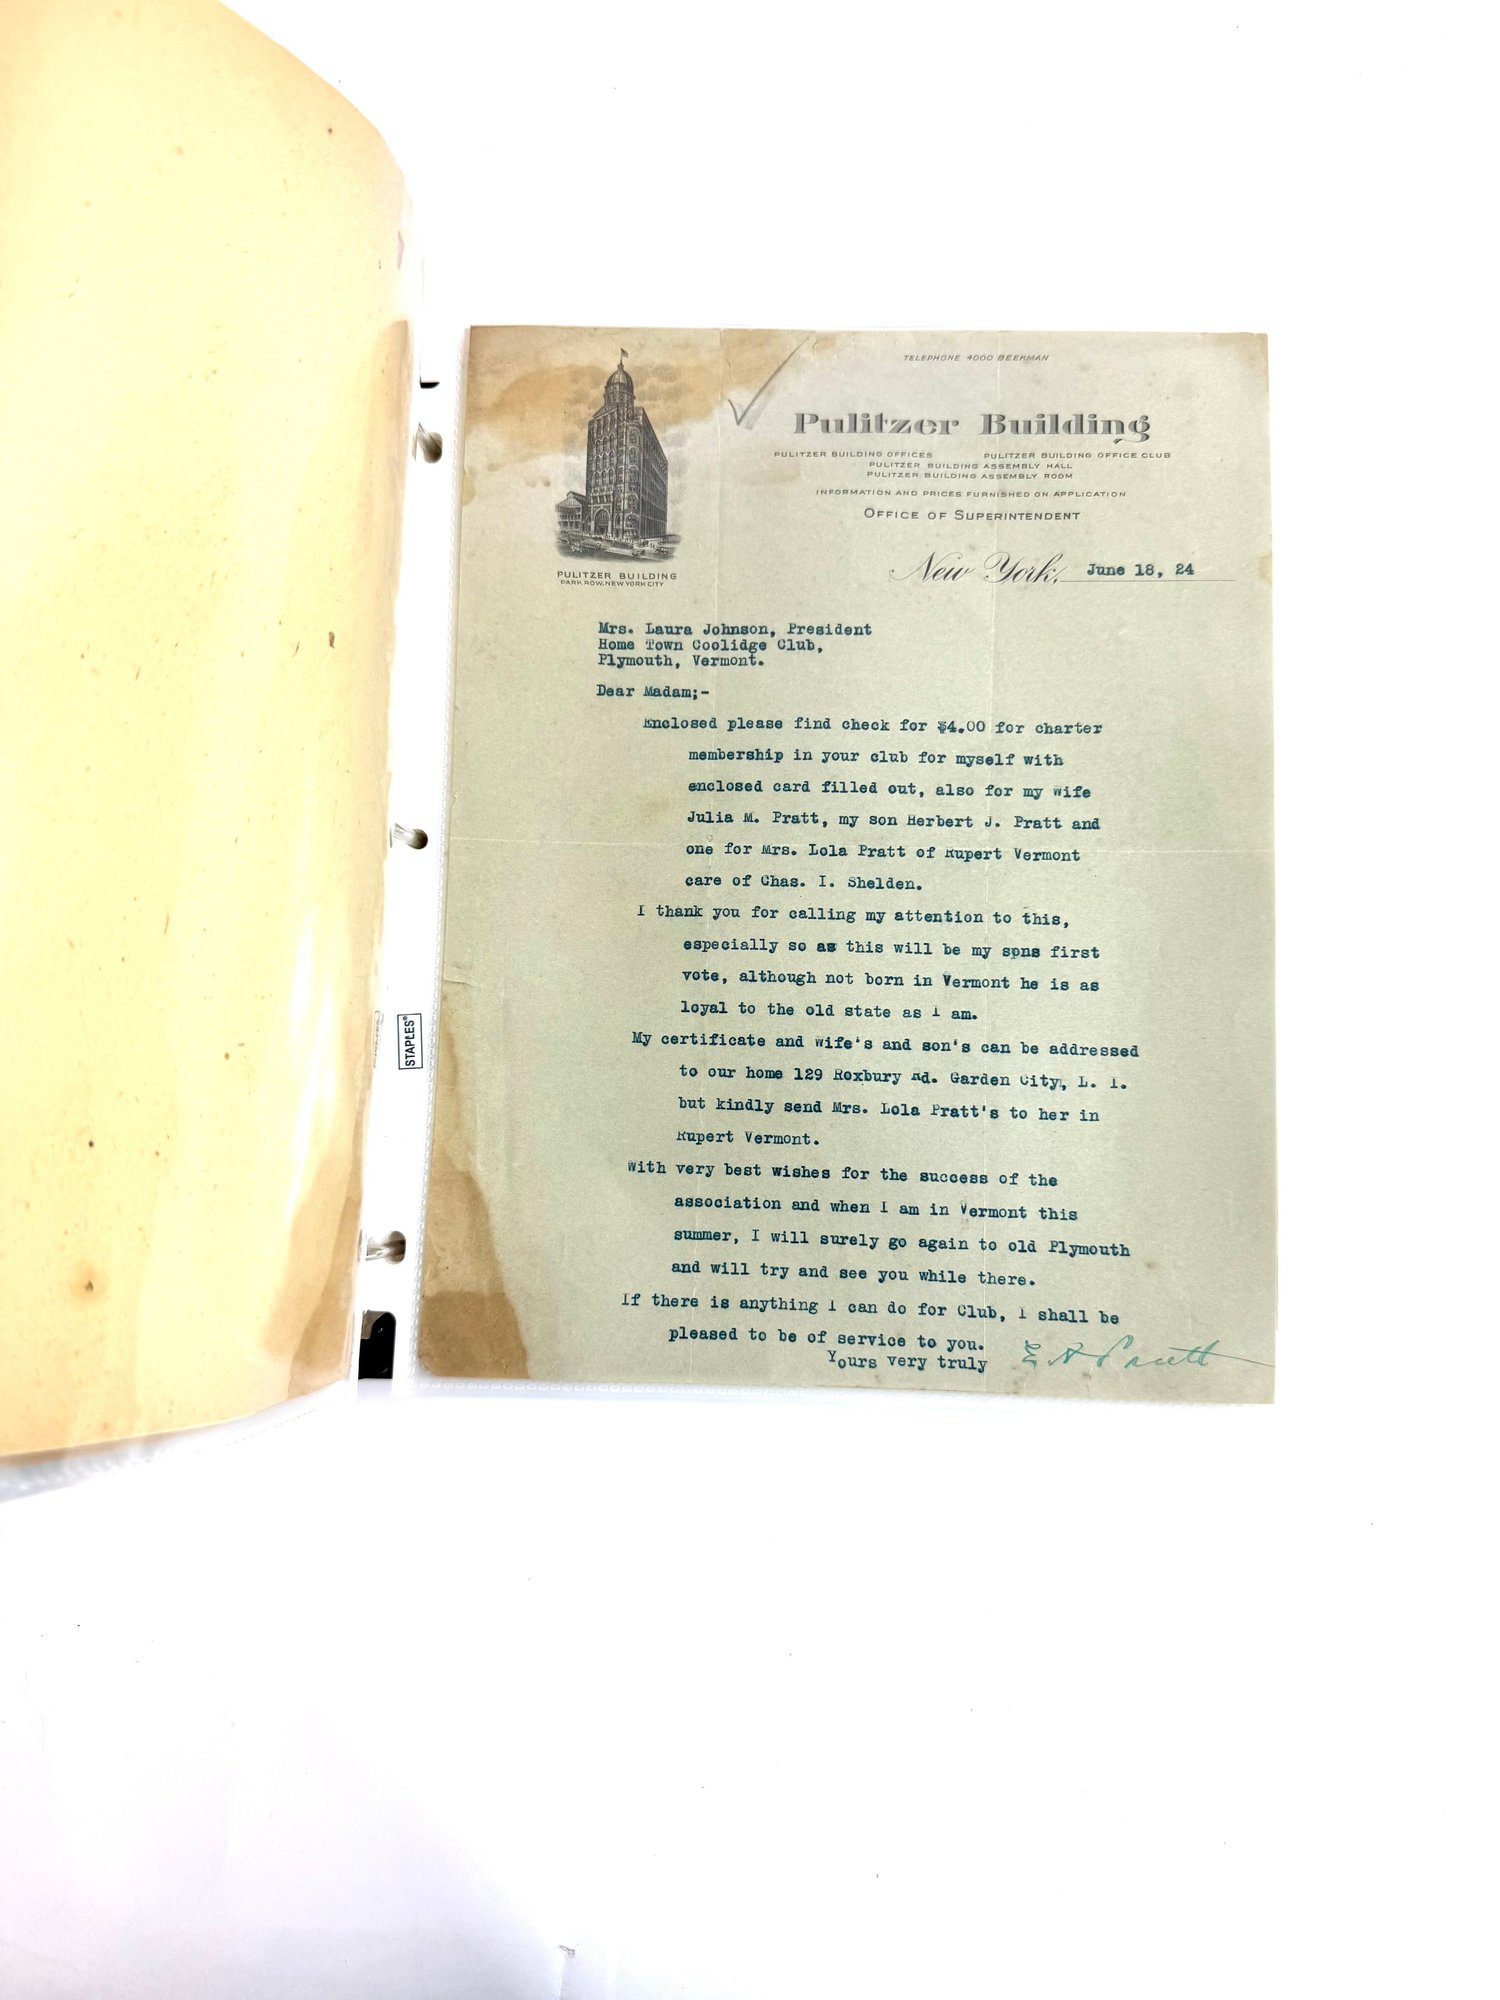 TELEPHONE 4000 BEEKMAN
Pulitzer Building
PULITZER BUILDING OFFICES PULITZER BUILDING OFFICE CLUB
PULITZER BUILDING ASSEMBLY HALL
PULITZER BUILDING ASSEMBLY ROOM
INFORMATION AND PRICES FURNISHED ON APPLICATION
OFFICE OF SUPERINTENDENT
New York, June 18, 24
PULITZER BUILDING
PARK ROW, NEW YORK CITY
Mrs. Laura Johnson, President
Home Town Coolidge Club,
Plymouth, Vermont.
Dear Madam;-
Enclosed please find check for $4.00 for charter
membership in your club for myself with
enclosed card filled out, also for my wife
Julia M. Pratt, my son Herbert J. Pratt and
one for Mrs. Lola Pratt of Rupert Vermont
care of Chas. I. Shelden.
I thank you for calling my attention to this,
especially so as this will be my spns first
vote, although not born in Vermont he is as
loyal to the old state as I am.
My certificate and wife's and son's can be addressed
to our home 129 Roxbury Rd. Garden City, L. I.
but kindly send Mrs. Lola Pratt's to her in
Rupert Vermont.
With very best wishes for the success of the
association and when I am in Vermont this
summer, I will surely go again to old Plymouth
and will try and see you while there.
If there is anything I can do for Club, I shall be
pleased to be of service to you.
Yours very truly E A Pratt
STAPLES®